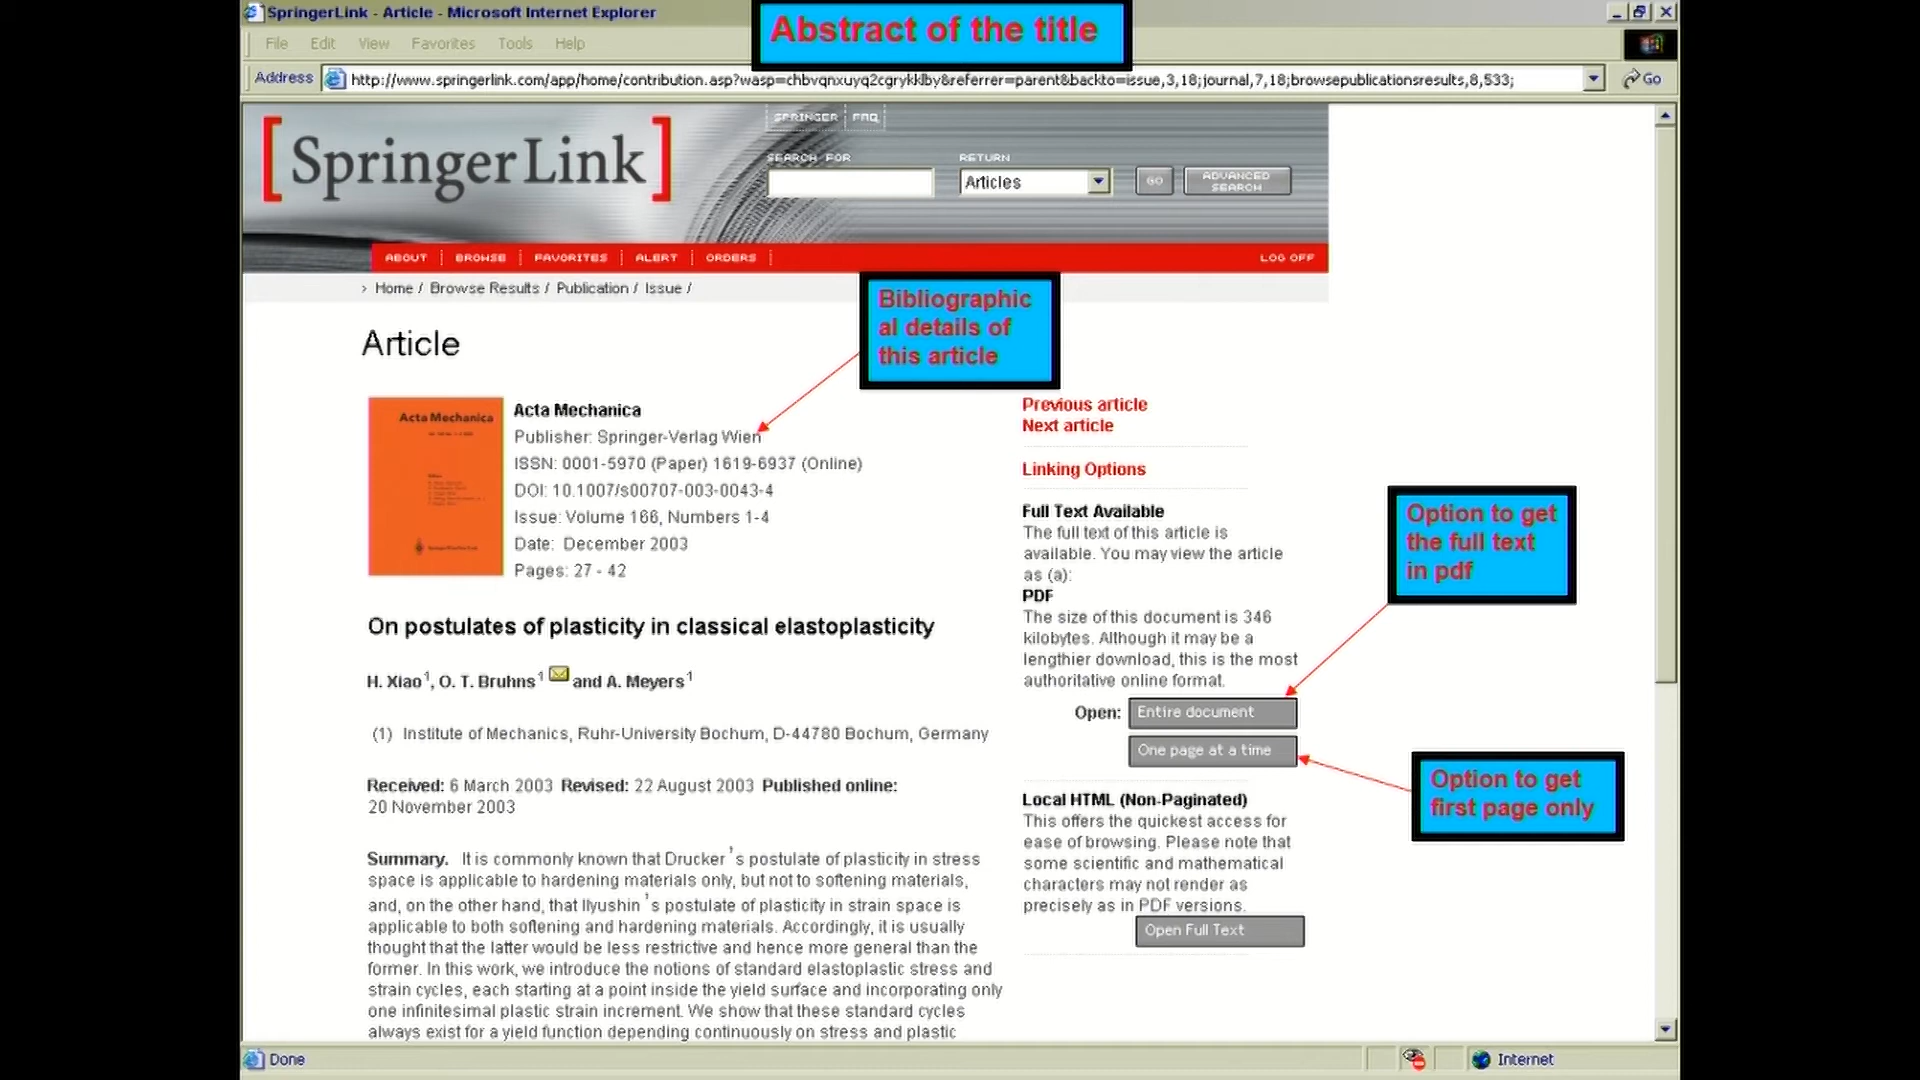 SpringerLink - Article - Microsoft Internet Explorer
Abstract of the title
File Edit View Favorites Tools Help
Address http://www.springerlink.com/app/home/contribution.asp?wasp=chbvqnxuyq2cgrykklby&referrer=parent&backto=issue,3,18;journal,7,18;browsepublicationsresults,8,533; Go
SPRINGER FAQ
[SpringerLink]
SEARCH FOR RETURN
Articles GO ADVANCED SEARCH
ABOUT BROWSE FAVORITES ALERT ORDERS LOG OFF
› Home / Browse Results / Publication / Issue /
Bibliographic
al details of
this article
Article
Acta Mechanica
Acta Mechanica
Publisher: Springer-Verlag Wien
ISSN: 0001-5970 (Paper) 1619-6937 (Online)
DOI: 10.1007/s00707-003-0043-4
Issue: Volume 166, Numbers 1-4
Date: December 2003
Pages: 27 - 42
On postulates of plasticity in classical elastoplasticity
H. Xiao1, O. T. Bruhns1 and A. Meyers1
(1) Institute of Mechanics, Ruhr-University Bochum, D-44780 Bochum, Germany
Received: 6 March 2003 Revised: 22 August 2003 Published online:
20 November 2003
Summary. It is commonly known that Drucker's postulate of plasticity in stress
space is applicable to hardening materials only, but not to softening materials,
and, on the other hand, that Ilyushin's postulate of plasticity in strain space is
applicable to both softening and hardening materials. Accordingly, it is usually
thought that the latter would be less restrictive and hence more general than the
former. In this work, we introduce the notions of standard elastoplastic stress and
strain cycles, each starting at a point inside the yield surface and incorporating only
one infinitesimal plastic strain increment. We show that these standard cycles
always exist for a yield function depending continuously on stress and plastic
Previous article
Next article
Linking Options
Full Text Available
The full text of this article is
available. You may view the article
as (a):
PDF
The size of this document is 346
kilobytes. Although it may be a
lengthier download, this is the most
authoritative online format.
Open: Entire document
One page at a time
Local HTML (Non-Paginated)
This offers the quickest access for
ease of browsing. Please note that
some scientific and mathematical
characters may not render as
precisely as in PDF versions.
Open Full Text
Option to get
the full text
in pdf
Option to get
first page only
Done Internet